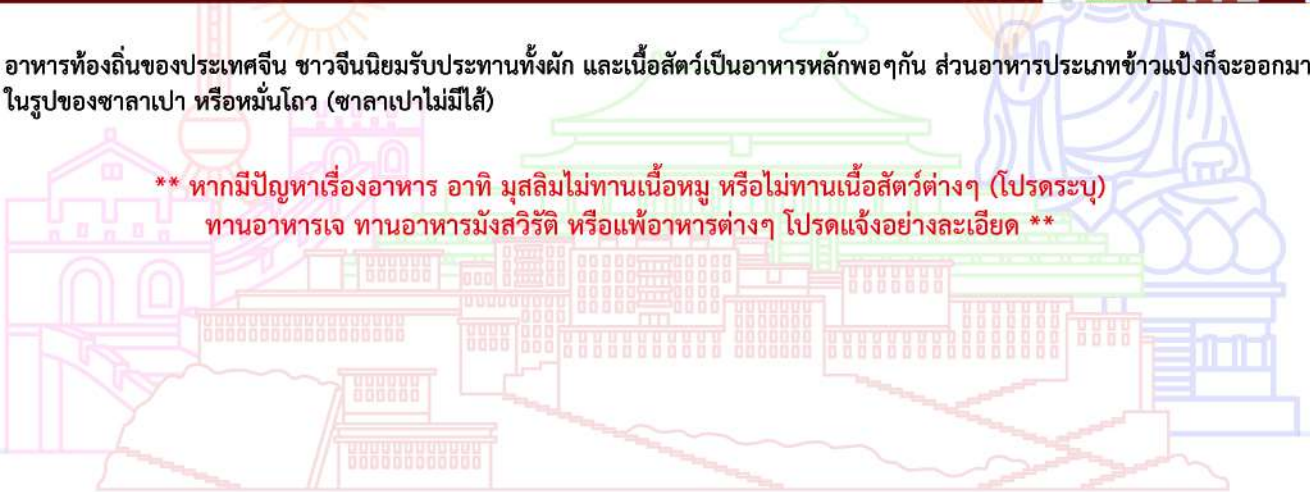 อาหารท้องถิ่นของประเทศจีน ชาวจีนนิยมรับประทานทั้งผัก และเนื้อสัตว์เป็นอาหารหลักพอๆกัน ส่วนอาหารประเภทข้าวแป้งก็จะออกมา
ในรูปของซาลาเปา หรือหมั่นโถว (ซาลาเปาไม่มีไส้)
** หากมีปัญหาเรื่องอาหาร อาทิ มุสลิมไม่ทานเนื้อหมู หรือไม่ทานเนื้อสัตว์ต่างๆ (โปรดระบุ)
ทานอาหารเจ ทานอาหารมังสวิรัติ หรือแพ้อาหารต่างๆ โปรดแจ้งอย่างละเอียด **